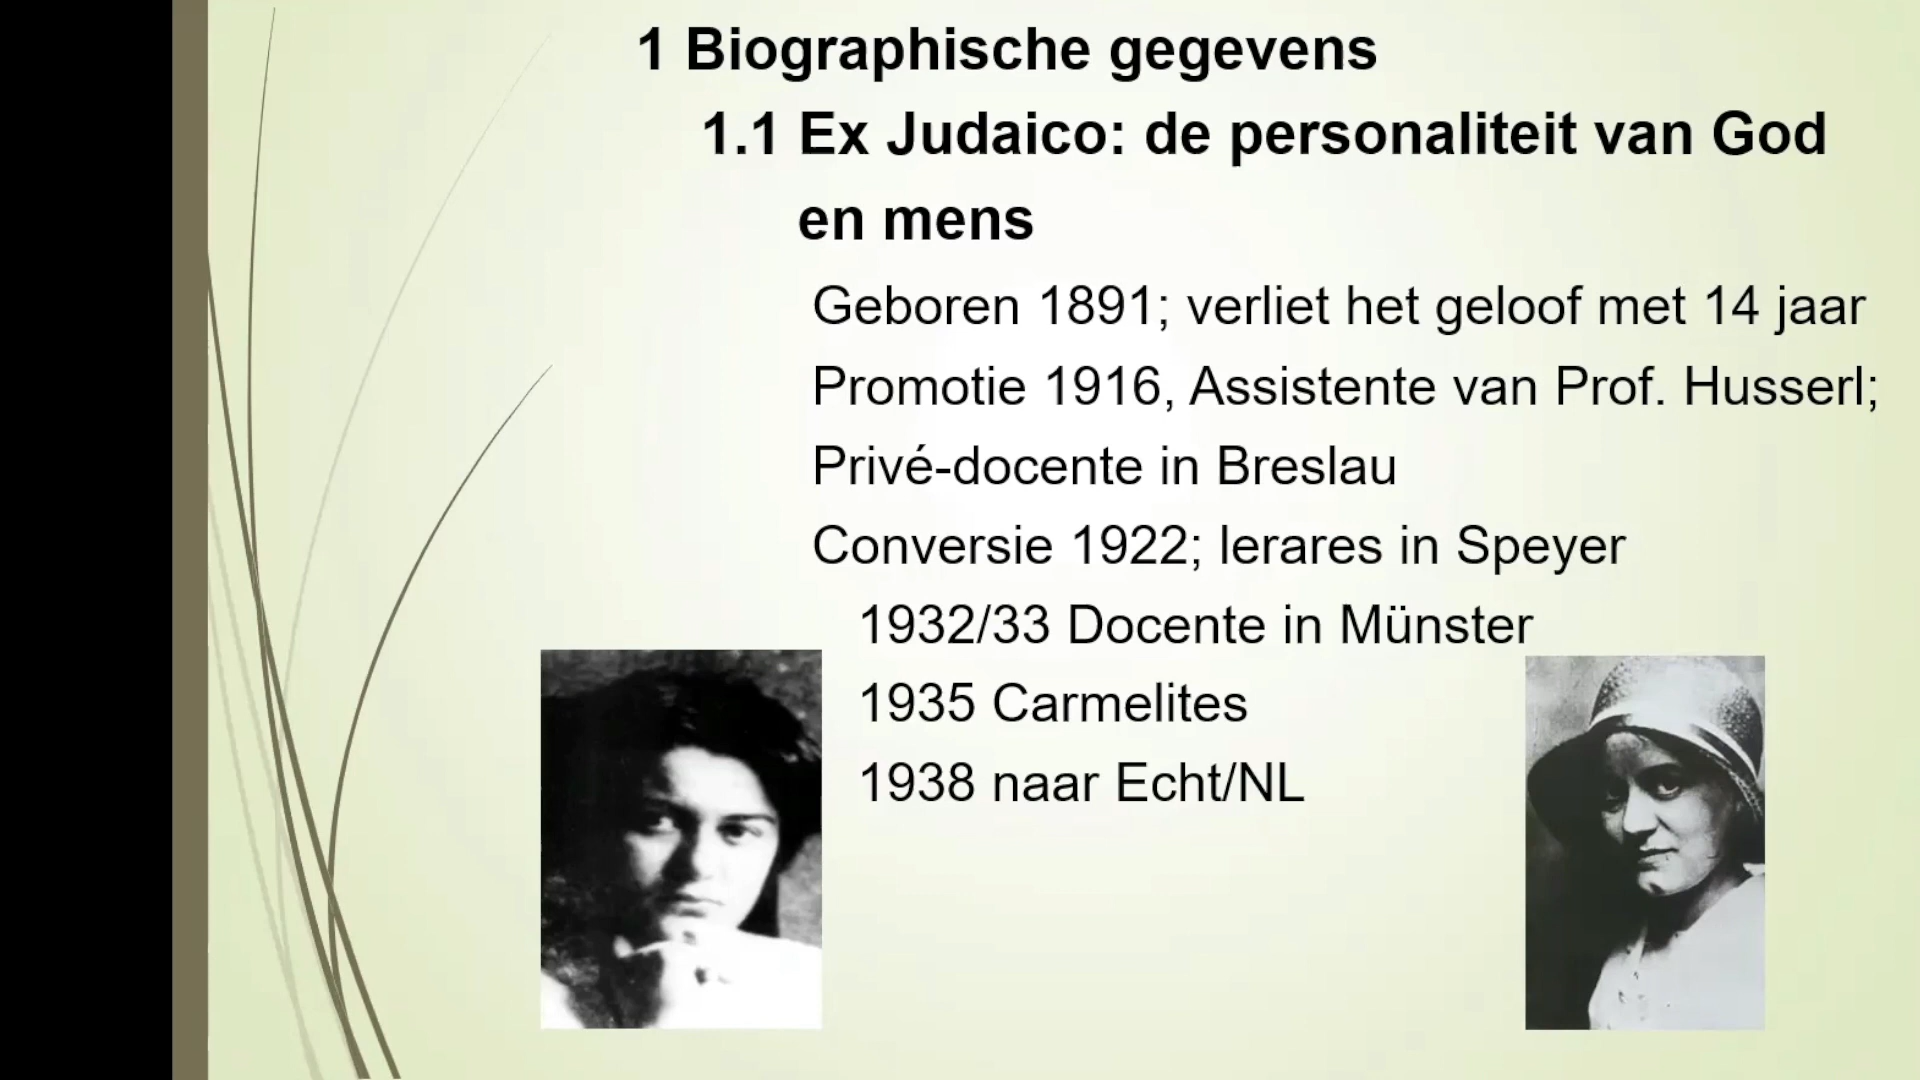 1 Biographische gegevens
1.1 Ex Judaico: de personaliteit van God
en mens
Geboren 1891; verliet het geloof met 14 jaar
Promotie 1916, Assistente van Prof. Husserl;
Privé-docente in Breslau
Conversie 1922; lerares in Speyer
1932/33 Docente in Münster
1935 Carmelites
1938 naar Echt/NL